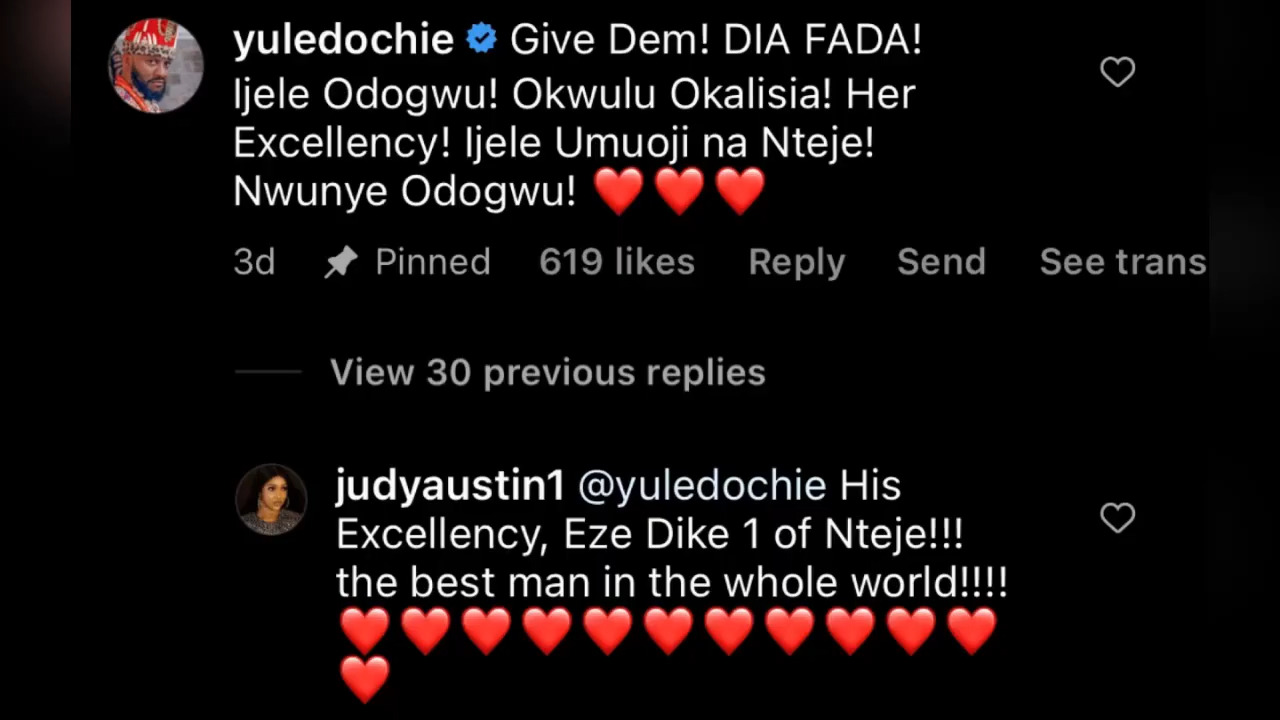 yuledochie Give Dem! DIA FADA!
Ijele Odogwu! Okwulu Okalisia! Her
Excellency! Ijele Umuoji na Nteje!
Nwunye Odogwu! ❤️❤️❤️
3d Pinned 619 likes Reply Send See trans
View 30 previous replies
judyaustin1 @yuledochie His
Excellency, Eze Dike 1 of Nteje!!!
the best man in the whole world!!!!
❤️❤️❤️❤️❤️❤️❤️❤️❤️❤️❤️
❤️